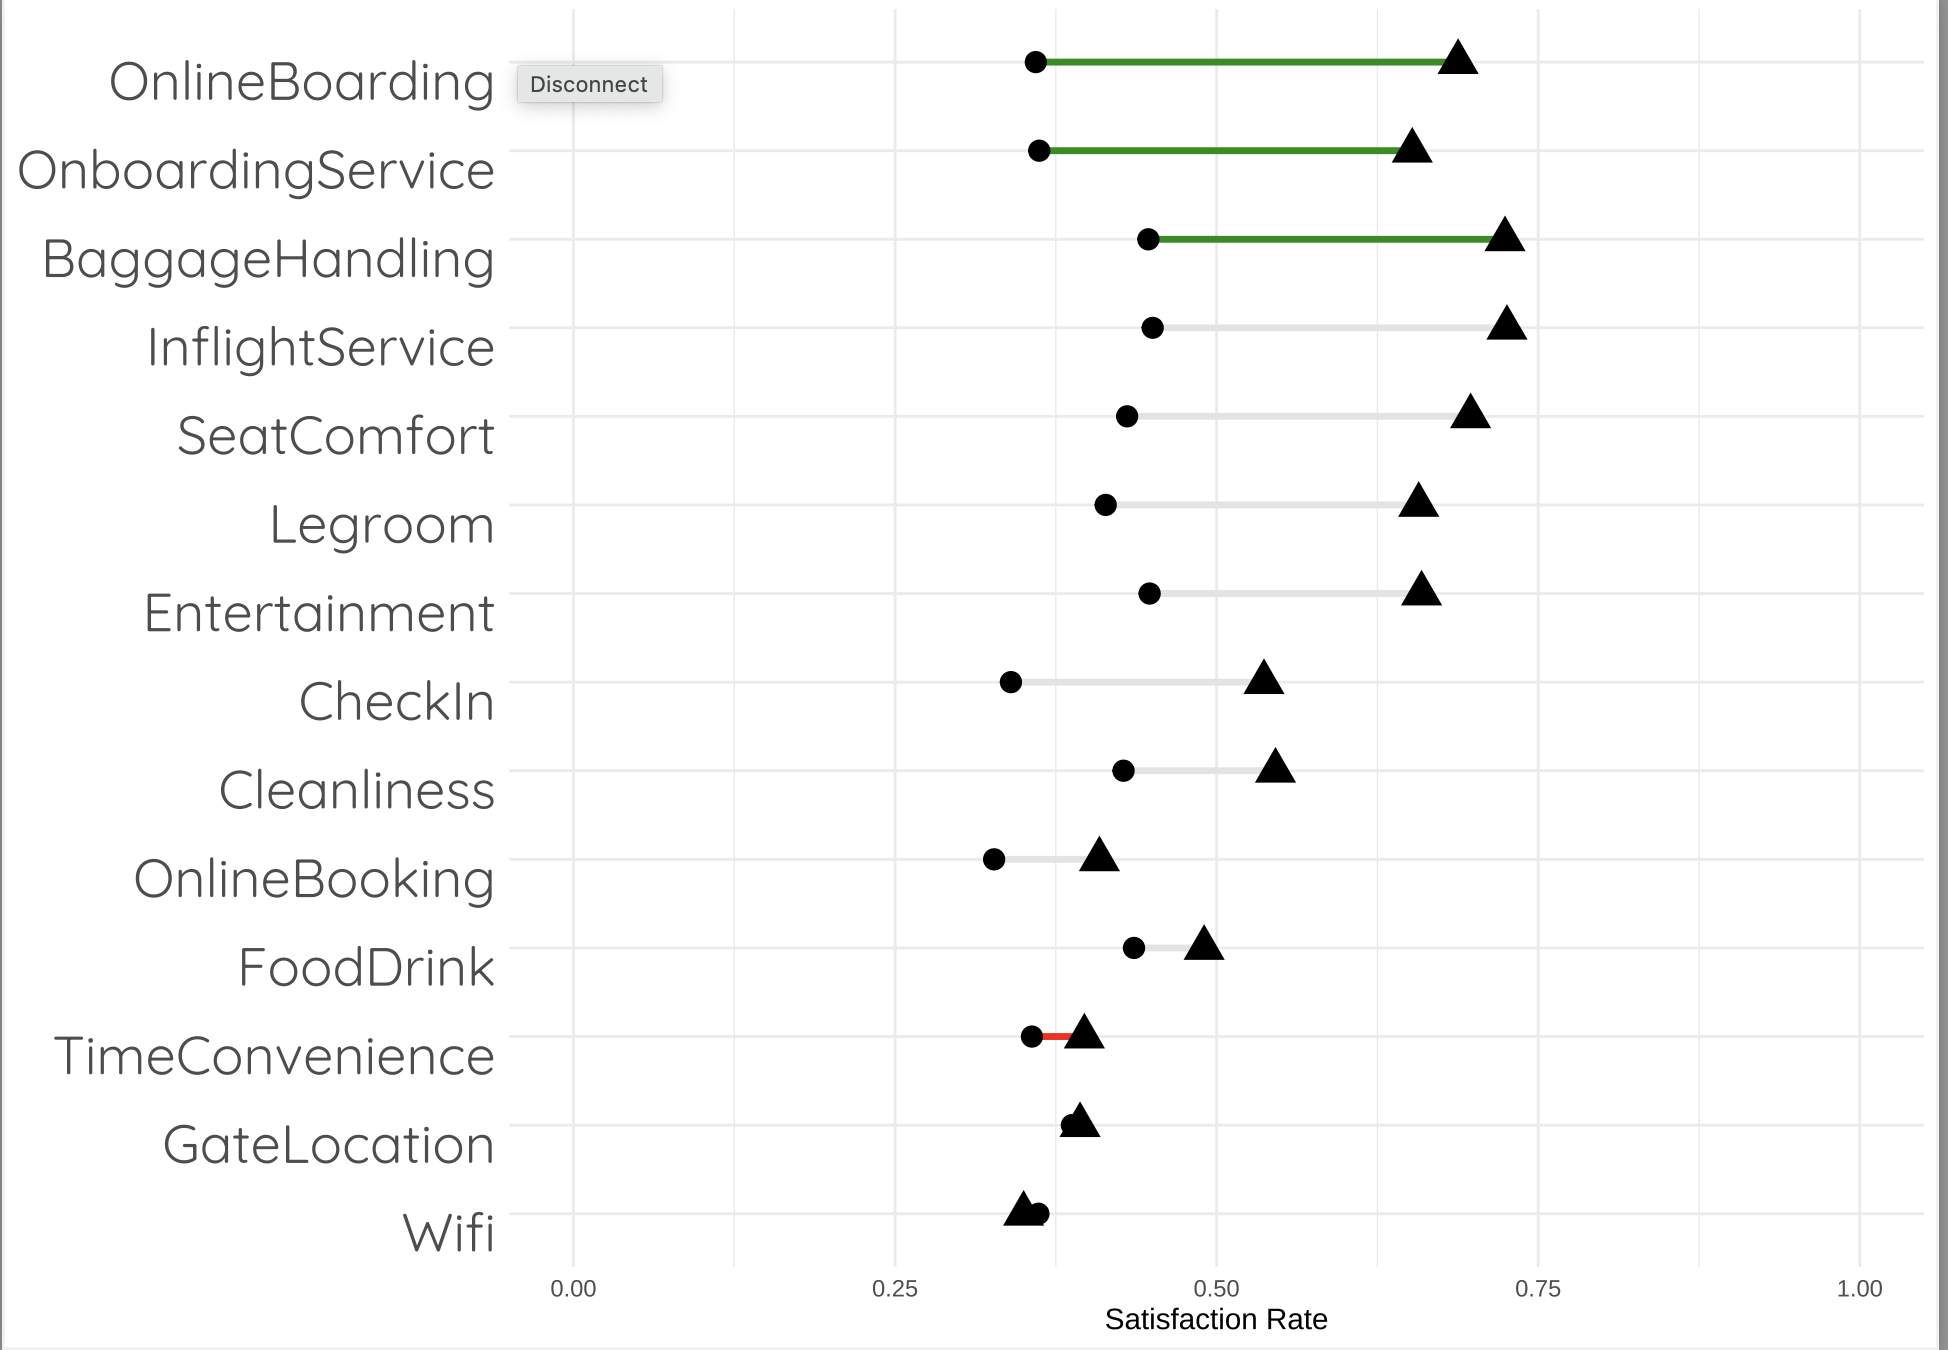 OnlineBoarding
Disconnect
OnboardingService
BaggageHandling
InflightService
SeatComfort
Legroom
Entertainment
CheckIn
Cleanliness
OnlineBooking
FoodDrink
TimeConvenience
GateLocation
Wifi
0.00 0.25 0.50 0.75 1.00
Satisfaction Rate